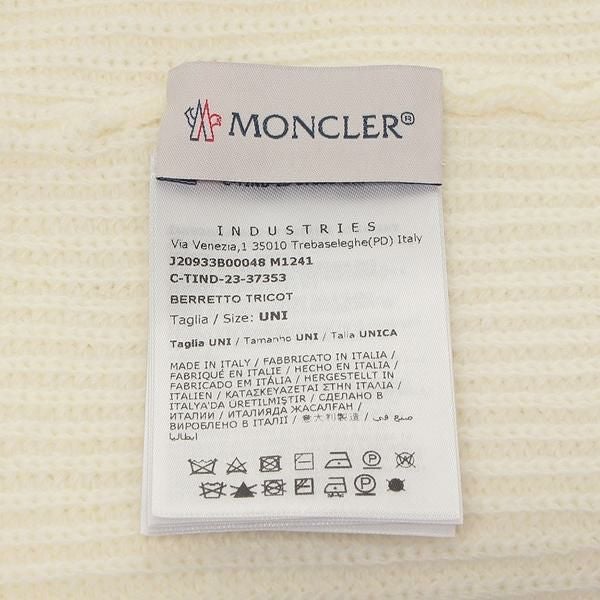 MONCLER®
INDUSTRIES
Via Venezia,1 35010 Trebaseleghe(PD) Italy
J20933B00048 M1241
C-TIND-23-37353
BERRETTO TRICOT
Taglia / Size: UNI
Taglia UNI / Tamanho UNI / Talla UNICA
MADE IN ITALY / FABBRICATO IN ITALIA /
FABRIQUÉ EN ITALIE / HECHO EN ITALIA /
FABRICADO EM ITÁLIA / HERGESTELLT IN
ITALIEN / ΚΑΤΑΣΚΕΥΑΖΕΤΑΙ ΣΤΗΝ ΙΤΑΛΙΑ /
ITALYA'DA ÜRETILMIŞTIR / СДЕЛАНО В
ИТАЛИИ / ИТАЛИЯДА ЖАСАЛҒАН /
ВИРОБЛЕНО В ІТАЛІЇ / 意大利製造 / صنع في
ايطاليا